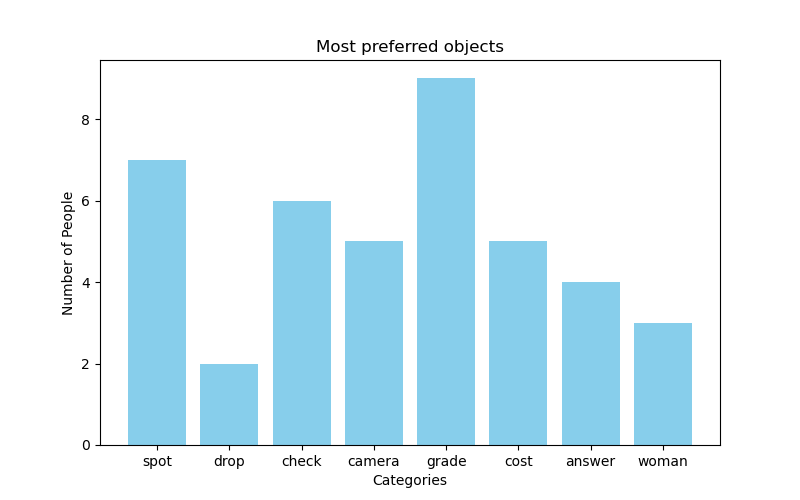 Most preferred objects
Number of People
8
6
4
2
0
spot drop check camera grade cost answer woman
Categories